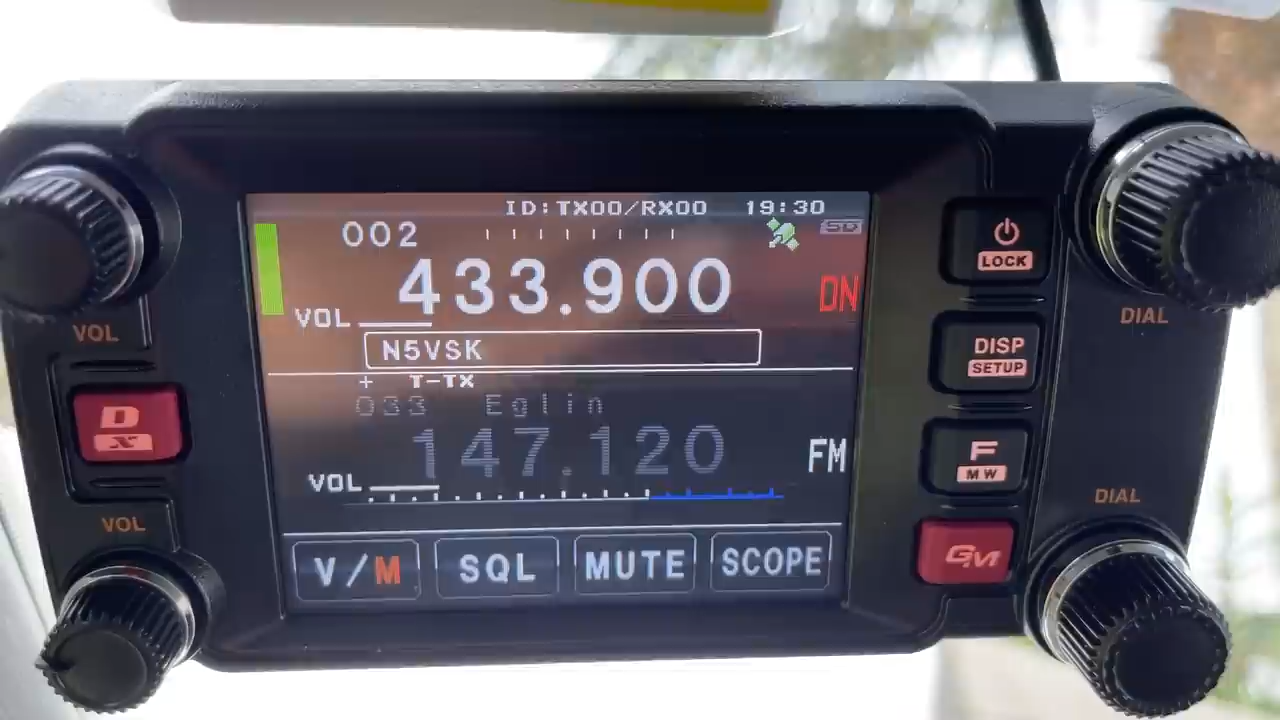 ID:TX00/RX00 19:30
002 SD
433.900
DN
VOL
N5VSK
+ T-TX
033 Eglin
147.120
FM
VOL
V/M SQL MUTE SCOPE
VOL
D
X
VOL
LOCK
DISP
SETUP
F
MW
GM
DIAL
DIAL